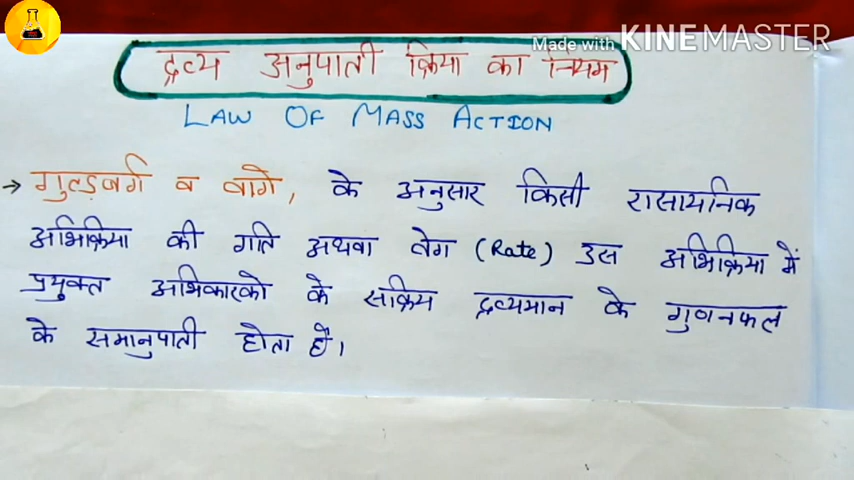 Made with KINEMASTER
द्रव्य अनुपाती क्रिया का नियम
LAW OF MASS ACTION
→ गुल्डबर्ग व वागे, के अनुसार किसी रासायनिक
अभिक्रिया की गति अथवा वेग (Rate) उस अभिक्रिया में
प्रयुक्त अभिकारको के सक्रिय द्रव्यमान के गुणनफल
के समानुपाती होता है।